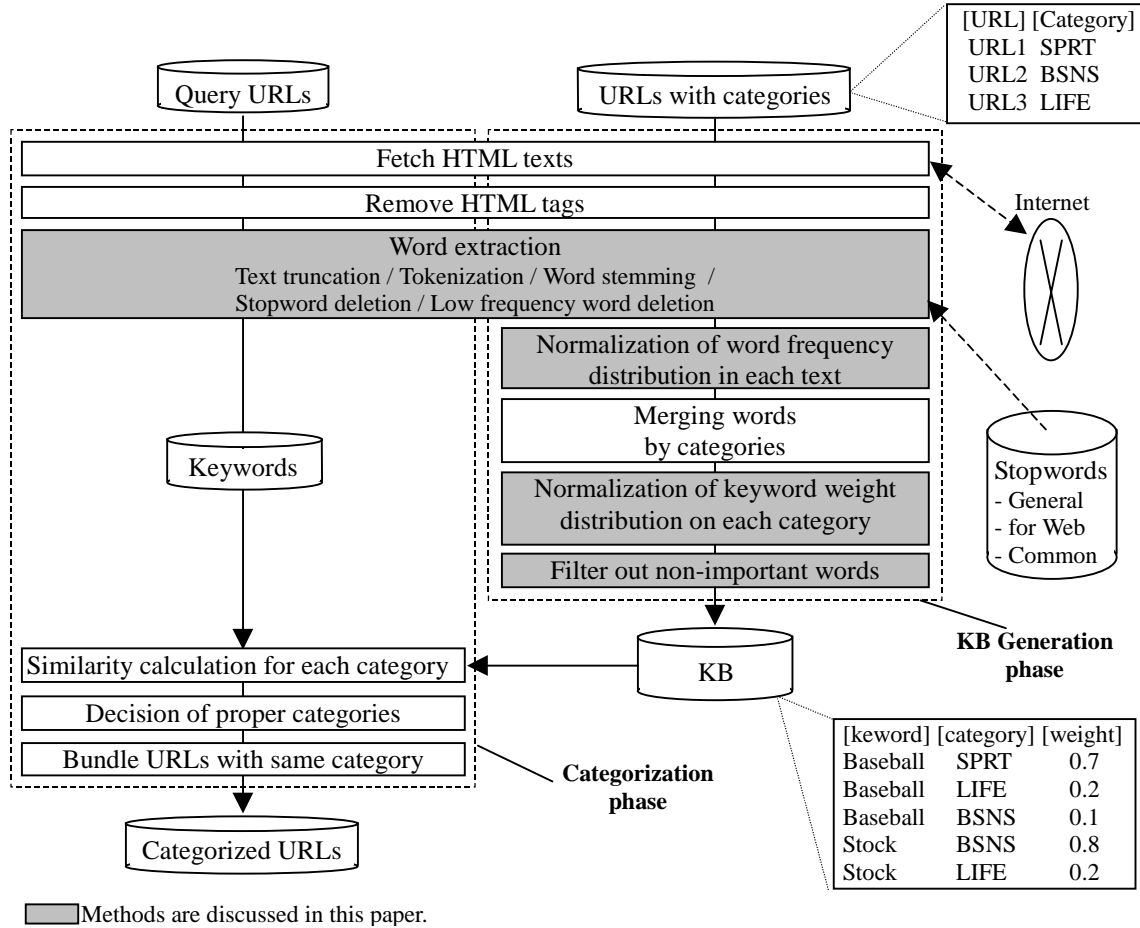 [URL] [Category]
URL1 SPRT
URL2 BSNS
URL3 LIFE
Query URLs
URLs with categories
Fetch HTML texts
Remove HTML tags
Internet
Word extraction
Text truncation / Tokenization / Word stemming /
Stopword deletion / Low frequency word deletion
Normalization of word frequency
distribution in each text
Merging words
by categories
Keywords
Stopwords
- General
- for Web
- Common
Normalization of keyword weight
distribution on each category
Filter out non-important words
KB Generation
phase
Similarity calculation for each category
KB
Decision of proper categories
Bundle URLs with same category
Categorization
phase
[keword] [category] [weight]
Baseball SPRT 0.7
Baseball LIFE 0.2
Baseball BSNS 0.1
Stock BSNS 0.8
Stock LIFE 0.2
Categorized URLs
Methods are discussed in this paper.